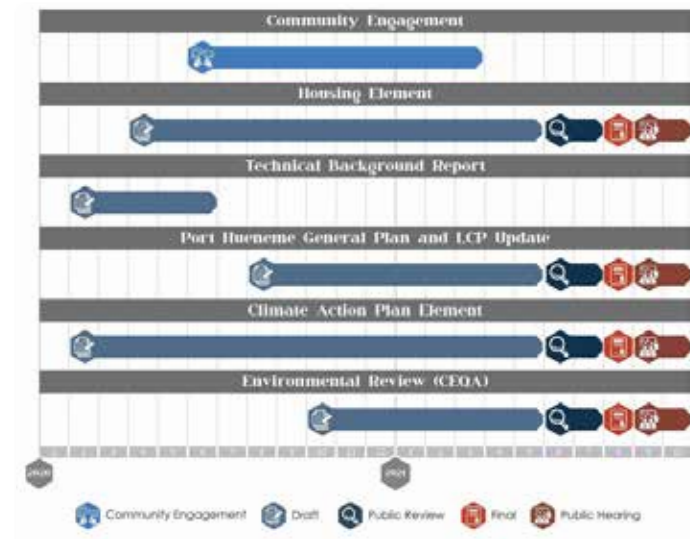 Community Engagement
Housing Element
Technical Background Report
Port Hueneme General Plan and LCP Update
Climate Action Plan Element
Environmental Review (CEQA)
2020 2021
Community Engagement Draft Public Review Final Public Hearing